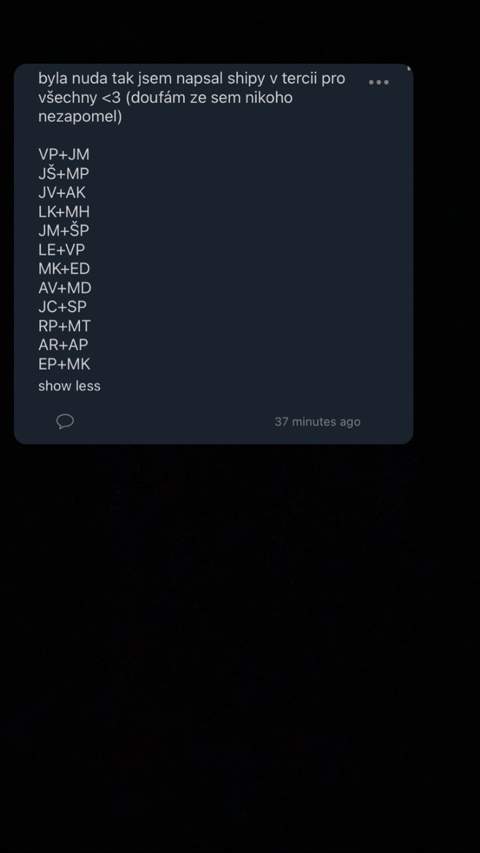 byla nuda tak jsem napsal shipy v tercii pro
všechny <3 (doufám ze sem nikoho
nezapomel)
VP+JM
JŠ+MP
JV+AK
LK+MH
JM+ŠP
LE+VP
MK+ED
AV+MD
JC+SP
RP+MT
AR+AP
EP+MK
show less
37 minutes ago